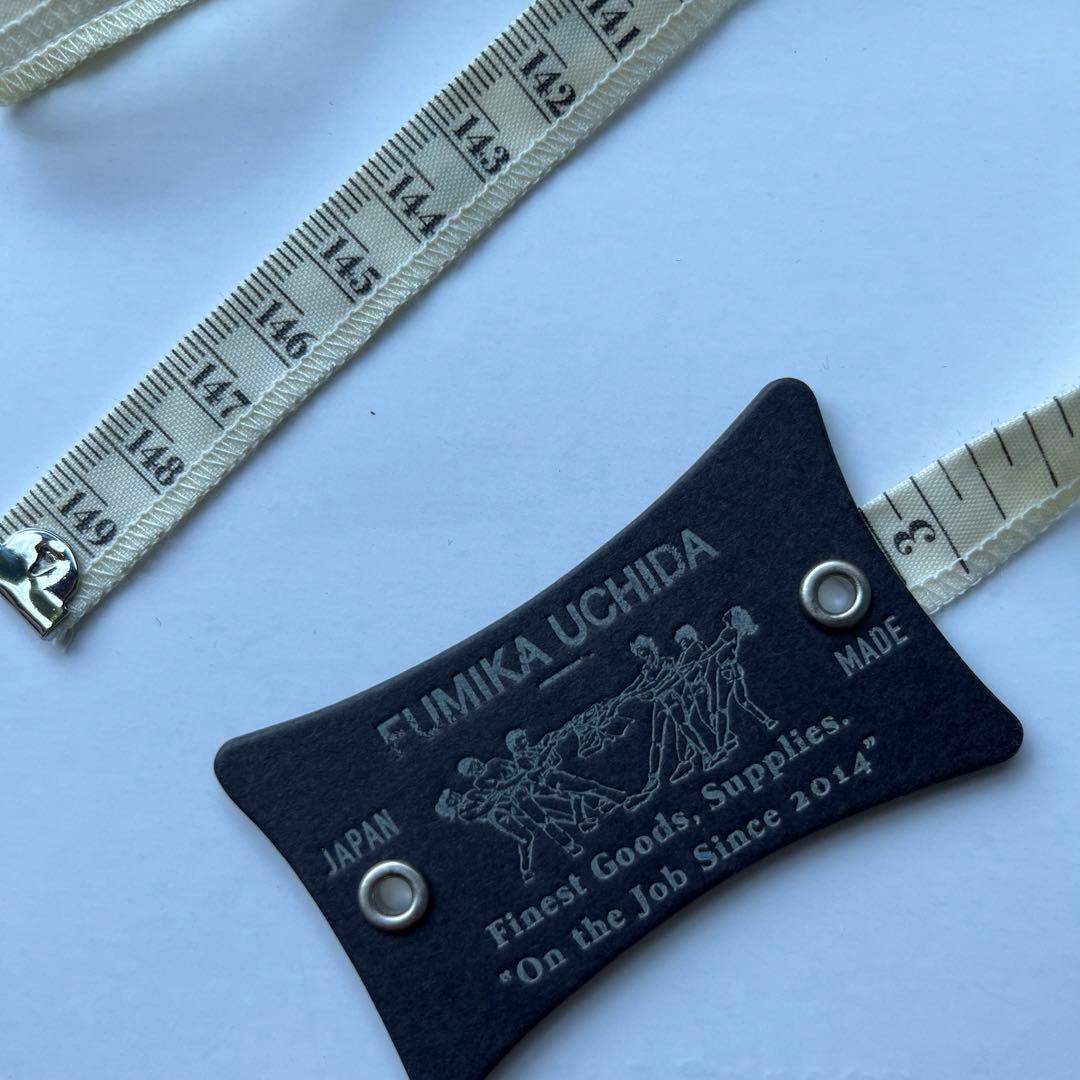 141
142
143
144
145
146
147
148
149
3
FUMIKA UCHIDA
JAPAN
MADE
Finest Goods, Supplies.
“On the Job Since 2014”